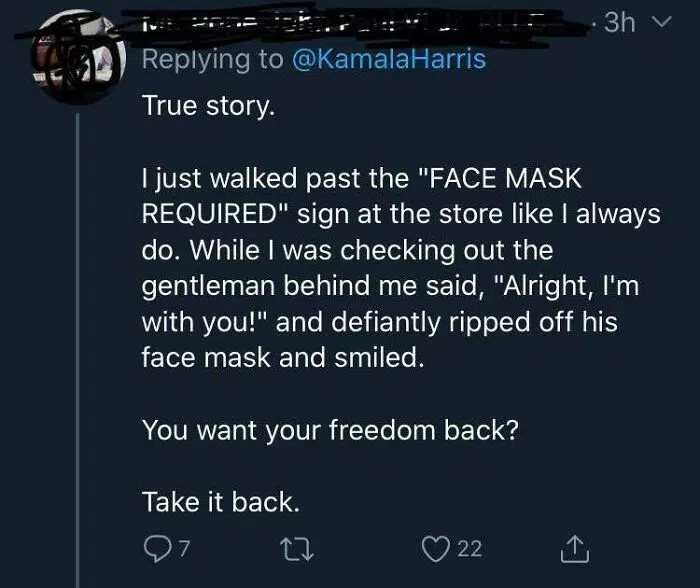 · 3h
Replying to @KamalaHarris
True story.
I just walked past the "FACE MASK
REQUIRED" sign at the store like I always
do. While I was checking out the
gentleman behind me said, "Alright, I'm
with you!" and defiantly ripped off his
face mask and smiled.
You want your freedom back?
Take it back.
7 22